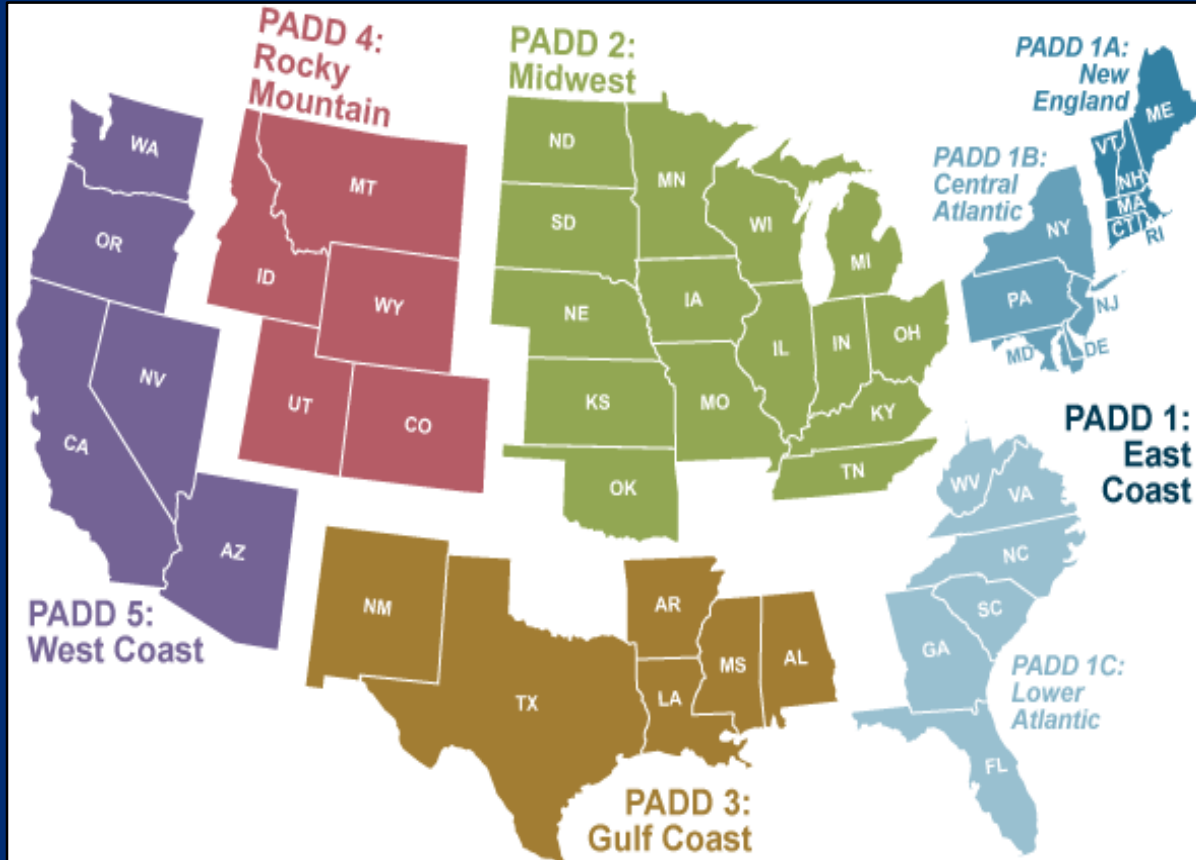 PADD 4:
Rocky
Mountain
PADD 2:
Midwest
PADD 1A:
New
England
PADD 1B:
Central
Atlantic
PADD 1:
East
Coast
PADD 1C:
Lower
Atlantic
PADD 5:
West Coast
PADD 3:
Gulf Coast
WA
OR
CA
NV
AZ
MT
ID
WY
UT
CO
ND
SD
NE
KS
OK
MN
IA
MO
WI
IL
MI
IN
OH
KY
TN
NM
TX
AR
LA
MS
AL
ME
VT
NH
MA
CT
RI
NY
PA
NJ
MD
DE
WV
VA
NC
SC
GA
FL